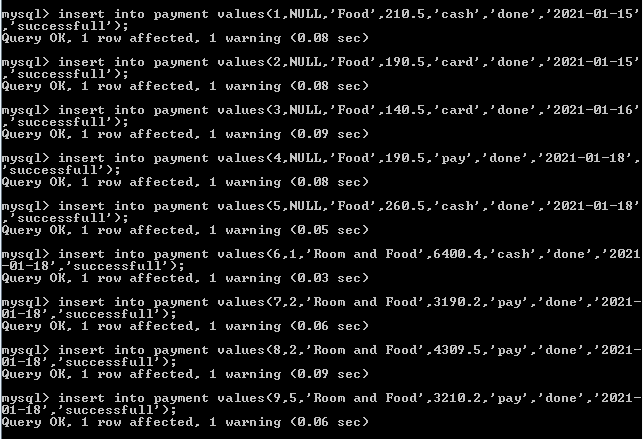 mysql> insert into payment values(1,NULL,'Food',210.5,'cash','done','2021-01-15'
,'successfull');
Query OK, 1 row affected, 1 warning (0.08 sec)
mysql> insert into payment values(2,NULL,'Food',190.5,'card','done','2021-01-15'
,'successfull');
Query OK, 1 row affected, 1 warning (0.08 sec)
mysql> insert into payment values(3,NULL,'Food',140.5,'card','done','2021-01-16'
,'successfull');
Query OK, 1 row affected, 1 warning (0.09 sec)
mysql> insert into payment values(4,NULL,'Food',190.5,'pay','done','2021-01-18',
'successfull');
Query OK, 1 row affected, 1 warning (0.08 sec)
mysql> insert into payment values(5,NULL,'Food',260.5,'cash','done','2021-01-18'
,'successfull');
Query OK, 1 row affected, 1 warning (0.05 sec)
mysql> insert into payment values(6,1,'Room and Food',6400.4,'cash','done','2021
-01-18','successfull');
Query OK, 1 row affected, 1 warning (0.03 sec)
mysql> insert into payment values(7,2,'Room and Food',3190.2,'pay','done','2021-
01-18','successfull');
Query OK, 1 row affected, 1 warning (0.06 sec)
mysql> insert into payment values(8,2,'Room and Food',4309.5,'pay','done','2021-
01-18','successfull');
Query OK, 1 row affected, 1 warning (0.09 sec)
mysql> insert into payment values(9,5,'Room and Food',3210.2,'pay','done','2021-
01-18','successfull');
Query OK, 1 row affected, 1 warning (0.06 sec)